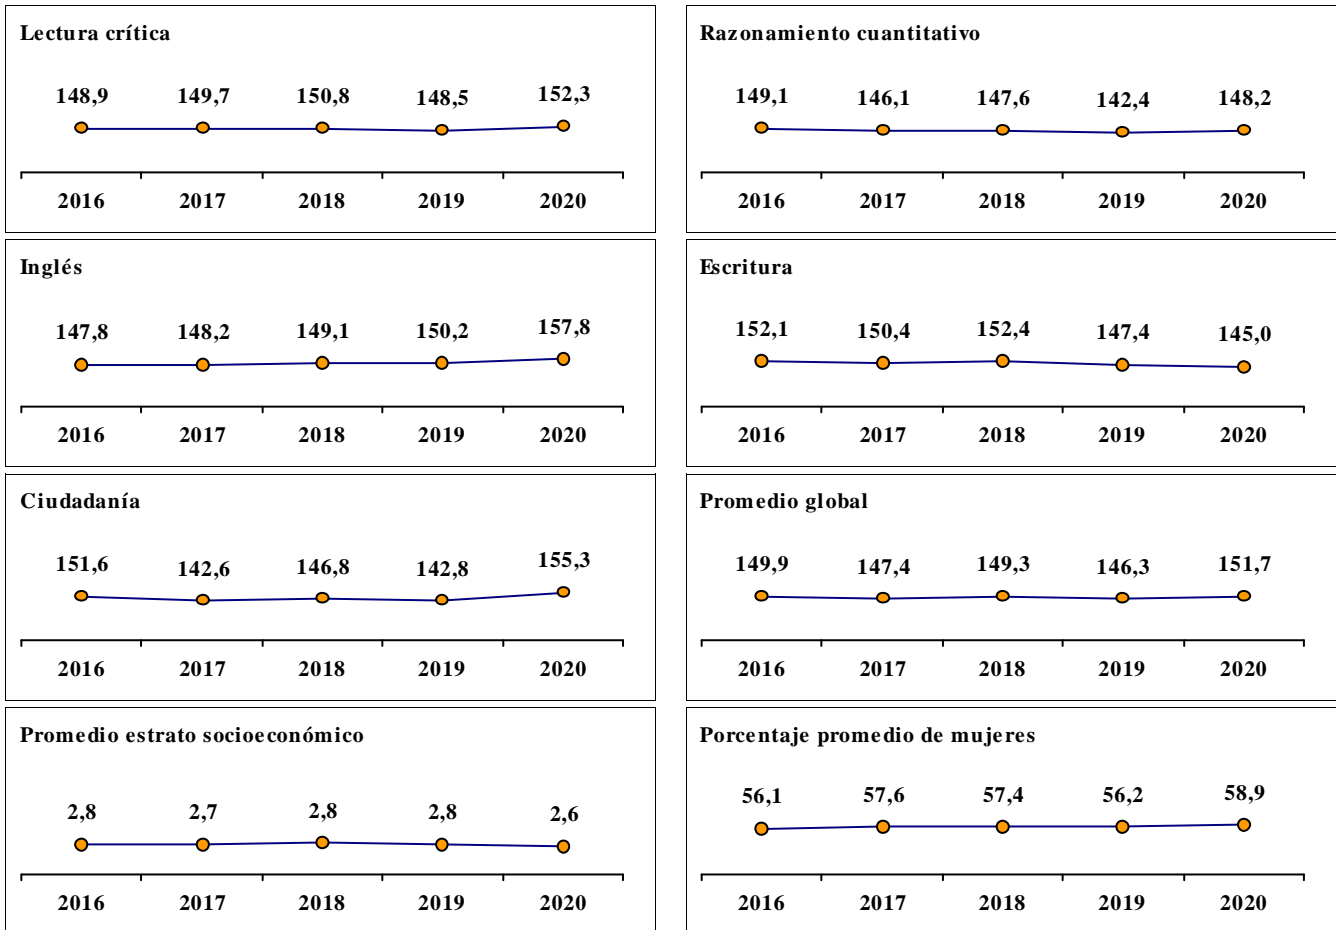 Lectura crítica
148,9 149,7 150,8 148,5 152,3
2016 2017 2018 2019 2020
Razonamiento cuantitativo
149,1 146,1 147,6 142,4 148,2
2016 2017 2018 2019 2020
Inglés
147,8 148,2 149,1 150,2 157,8
2016 2017 2018 2019 2020
Escritura
152,1 150,4 152,4 147,4 145,0
2016 2017 2018 2019 2020
Ciudadanía
151,6 142,6 146,8 142,8 155,3
2016 2017 2018 2019 2020
Promedio global
149,9 147,4 149,3 146,3 151,7
2016 2017 2018 2019 2020
Promedio estrato socioeconómico
2,8 2,7 2,8 2,8 2,6
2016 2017 2018 2019 2020
Porcentaje promedio de mujeres
56,1 57,6 57,4 56,2 58,9
2016 2017 2018 2019 2020